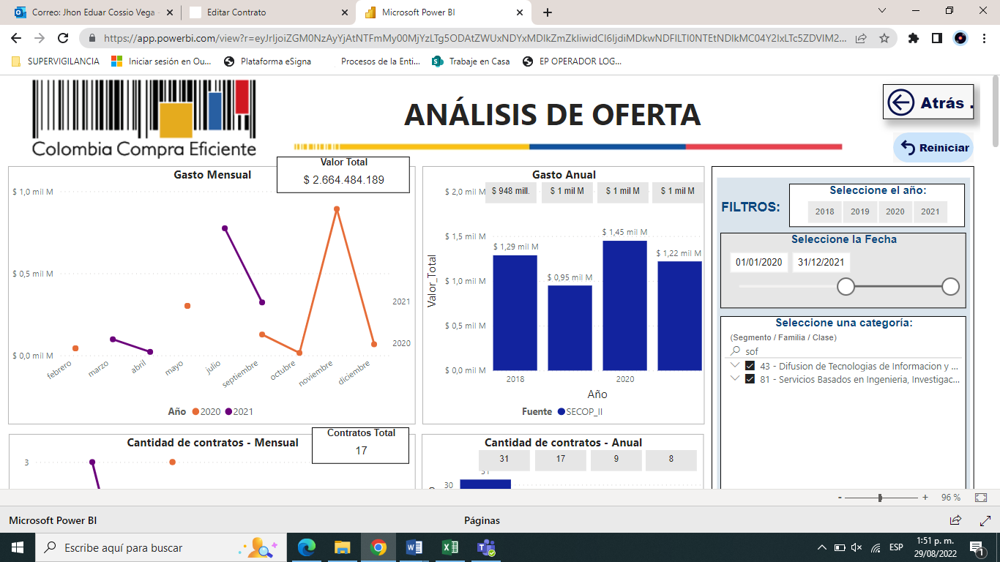 Correo: Jhon Eduar Cossio Vega
Editar Contrato
Microsoft Power BI
https://app.powerbi.com/view?r=
SUPERVIGILANCIA
Iniciar sesión en Ou...
Plataforma eSigna
Procesos de la Enti...
Trabaje en Casa
EP OPERADOR LOG...
Colombia Compra Eficiente
ANÁLISIS DE OFERTA
Atrás .
Reiniciar
Gasto Mensual
Valor Total
$ 2.664.484.189
$ 1,0 mil M
$ 0,5 mil M
$ 0,0 mil M
2021
2020
febrero
marzo
abril
mayo
julio
septiembre
octubre
noviembre
diciembre
Año 2020 2021
Gasto Anual
$ 948 mill. $ 1 mil M $ 1 mil M $ 1 mil M
$ 2,0 mil M
$ 1,5 mil M
$ 1,0 mil M
$ 0,5 mil M
$ 0,0 mil M
Valor_Total
$ 1,29 mil M
$ 0,95 mil M
$ 1,45 mil M
$ 1,22 mil M
2018 2020
Año
Fuente SECOP_II
FILTROS:
Seleccione el año:
2018 2019 2020 2021
Seleccione la Fecha
01/01/2020 31/12/2021
Seleccione una categoría:
(Segmento / Familia / Clase)
sof
43 - Difusion de Tecnologias de Informacion y ...
81 - Servicios Basados en Ingenieria, Investigac...
Cantidad de contratos - Mensual
Contratos Total
17
3
Cantidad de contratos - Anual
31 17 9 8
30
96 %
Microsoft Power BI
Páginas
Escribe aquí para buscar
ESP
1:51 p. m.
29/08/2022
1